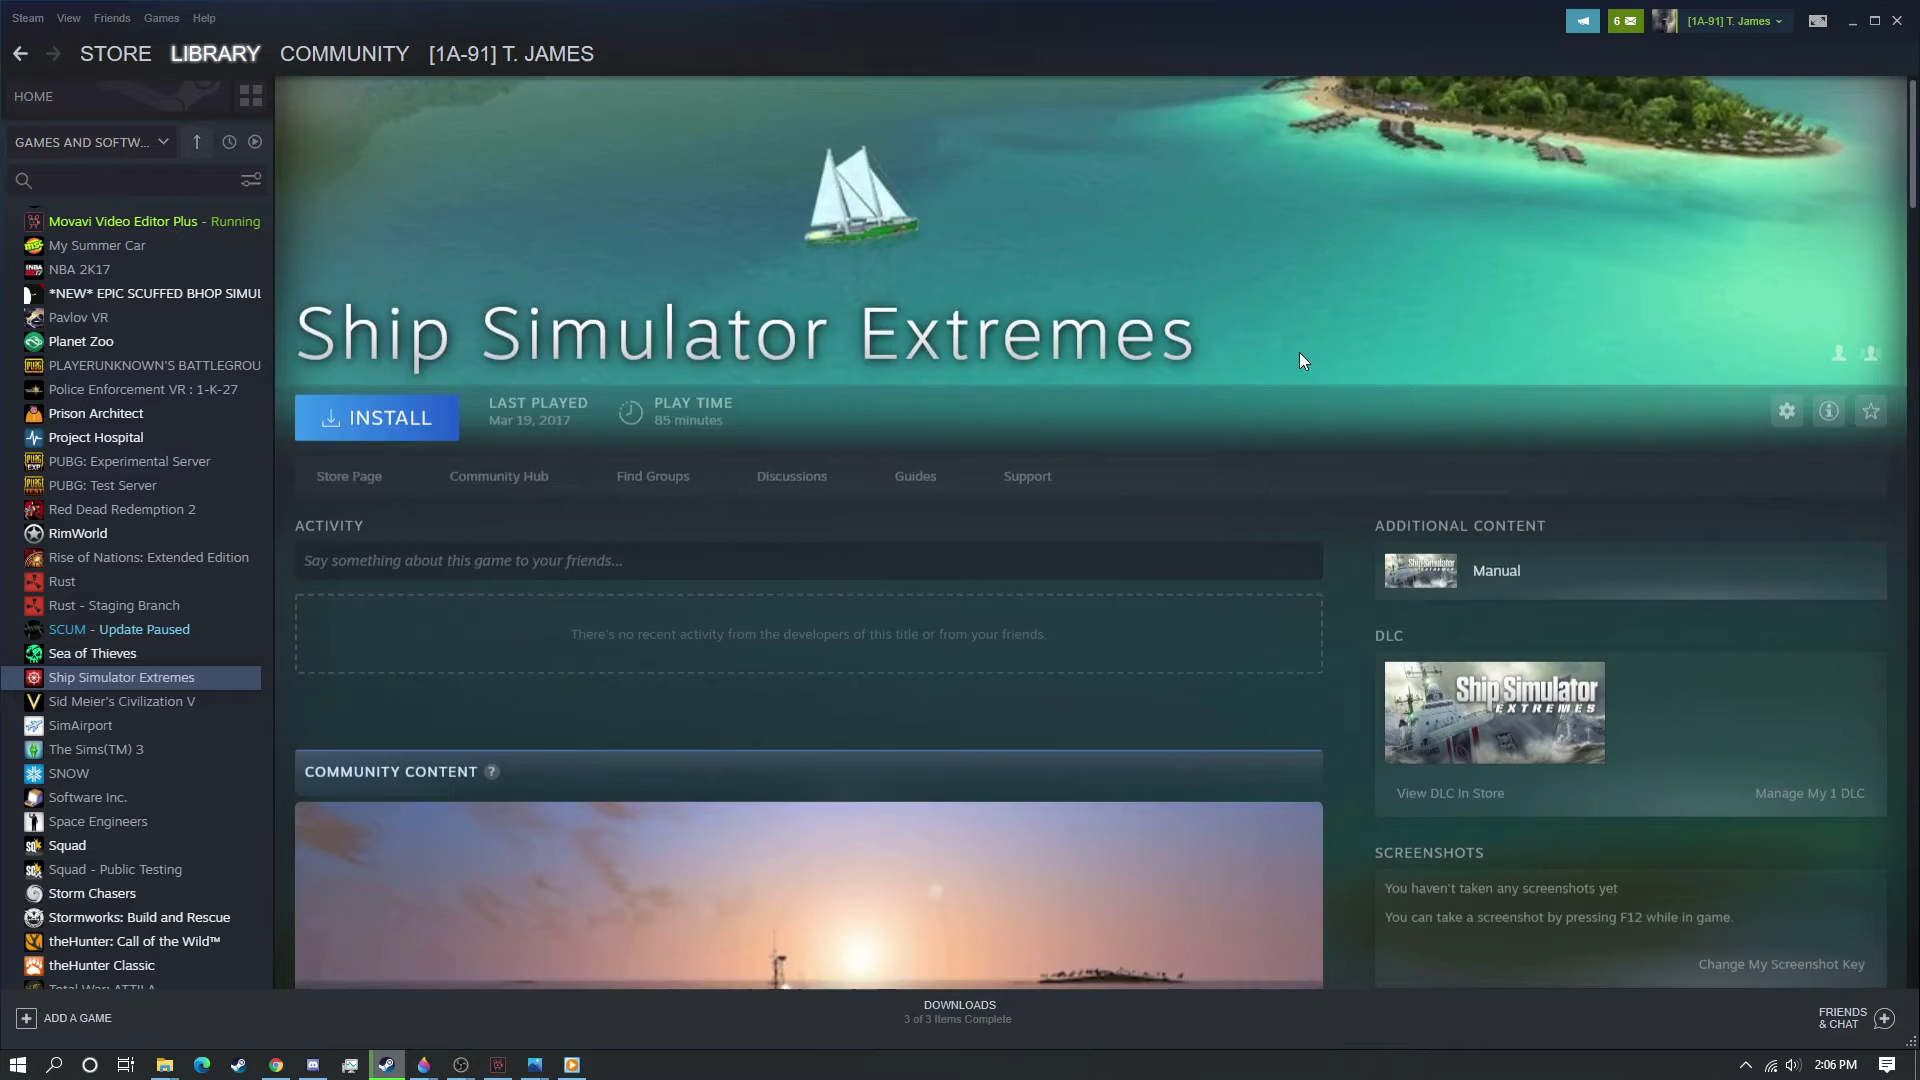 Steam View Friends Games Help
6
[1A-91] T. James
STORE LIBRARY COMMUNITY [1A-91] T. JAMES
HOME
GAMES AND SOFTW...
Movavi Video Editor Plus - Running
My Summer Car
NBA 2K17
*NEW* EPIC SCUFFED BHOP SIMUL
Pavlov VR
Planet Zoo
PLAYERUNKNOWN'S BATTLEGROU
Police Enforcement VR : 1-K-27
Prison Architect
Project Hospital
PUBG: Experimental Server
PUBG: Test Server
Red Dead Redemption 2
RimWorld
Rise of Nations: Extended Edition
Rust
Rust - Staging Branch
SCUM - Update Paused
Sea of Thieves
Ship Simulator Extremes
Sid Meier's Civilization V
SimAirport
The Sims(TM) 3
SNOW
Software Inc.
Space Engineers
Squad
Squad - Public Testing
Storm Chasers
Stormworks: Build and Rescue
theHunter: Call of the Wild™
theHunter Classic
Total War: ATTILA
ADD A GAME
Ship Simulator Extremes
INSTALL
LAST PLAYED
Mar 19, 2017
PLAY TIME
85 minutes
Store Page Community Hub Find Groups Discussions Guides Support
ACTIVITY
Say something about this game to your friends...
There's no recent activity from the developers of this title or from your friends.
COMMUNITY CONTENT ?
ADDITIONAL CONTENT
Ship Simulator
Manual
DLC
Ship Simulator
EXTREMES
View DLC In Store Manage My 1 DLC
SCREENSHOTS
You haven't taken any screenshots yet
You can take a screenshot by pressing F12 while in game.
Change My Screenshot Key
DOWNLOADS
3 of 3 Items Complete
FRIENDS
& CHAT
2:06 PM